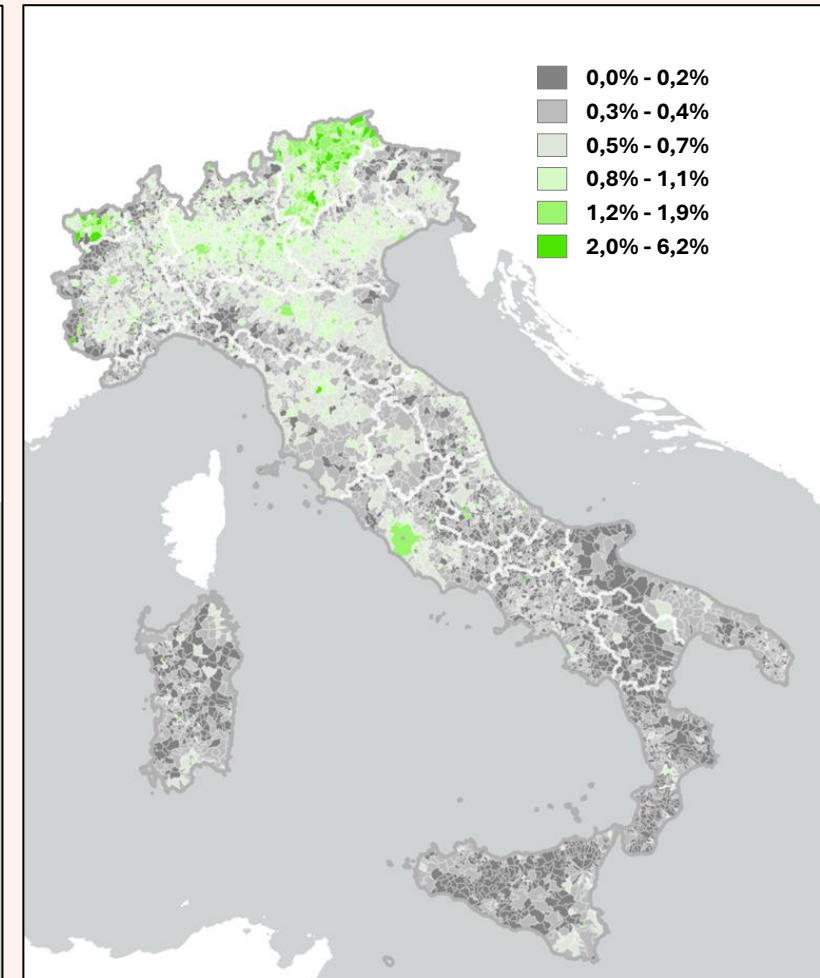 0,0% - 0,2%
0,3% - 0,4%
0,5% - 0,7%
0,8% - 1,1%
1,2% - 1,9%
2,0% - 6,2%